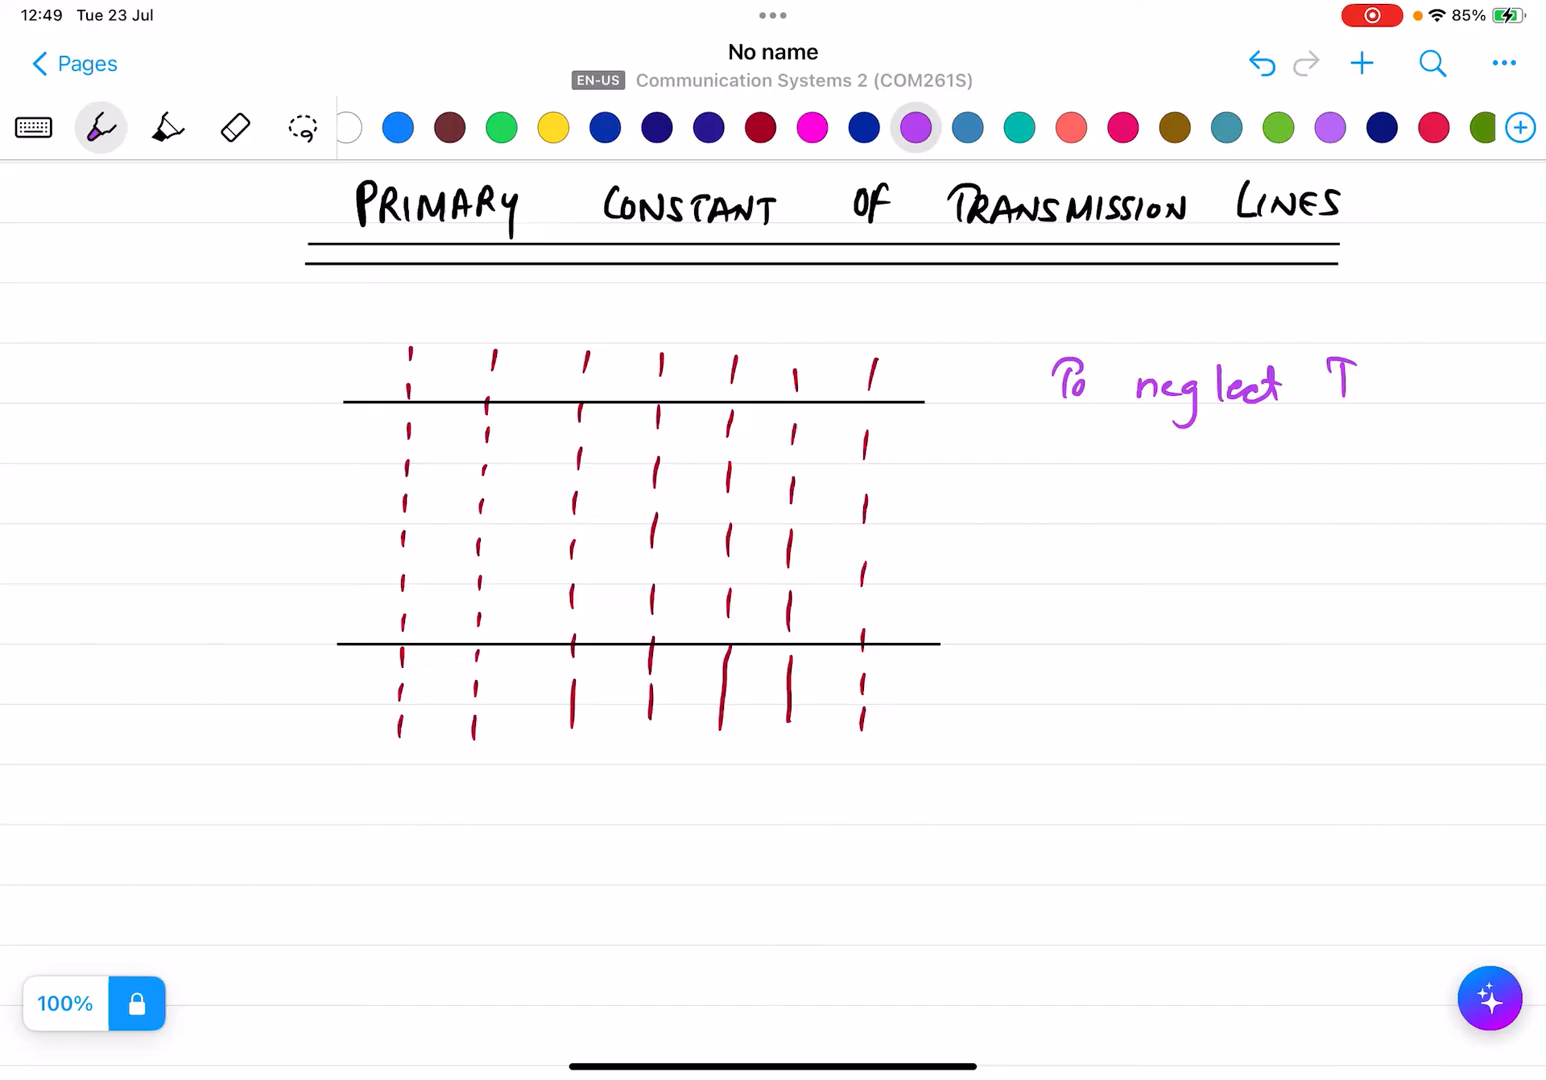 12:49 Tue 23 Jul
85%
Pages
No name
EN-US Communication Systems 2 (COM261S)
PRIMARY CONSTANT OF TRANSMISSION LINES
To neglect T
100%